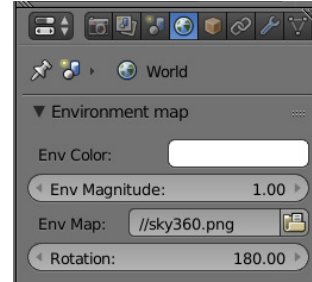 World
Environment map
Env Color:
Env Magnitude: 1.00
Env Map: //sky360.png
Rotation: 180.00